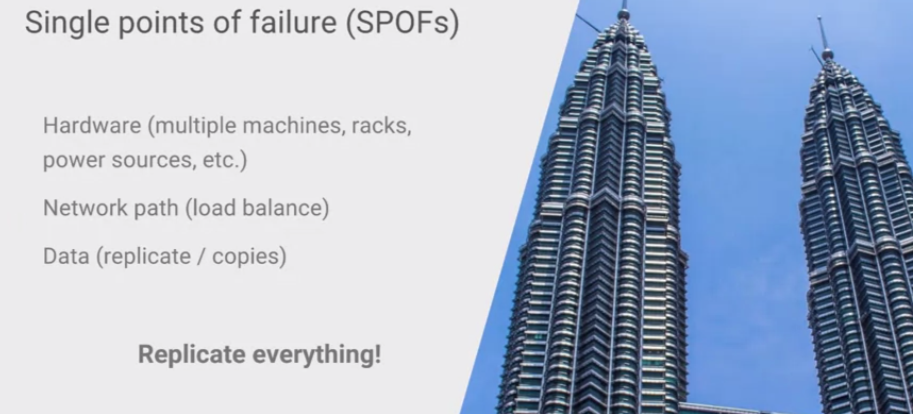 Single points of failure (SPOFs)
Hardware (multiple machines, racks,
power sources, etc.)
Network path (load balance)
Data (replicate / copies)
Replicate everything!